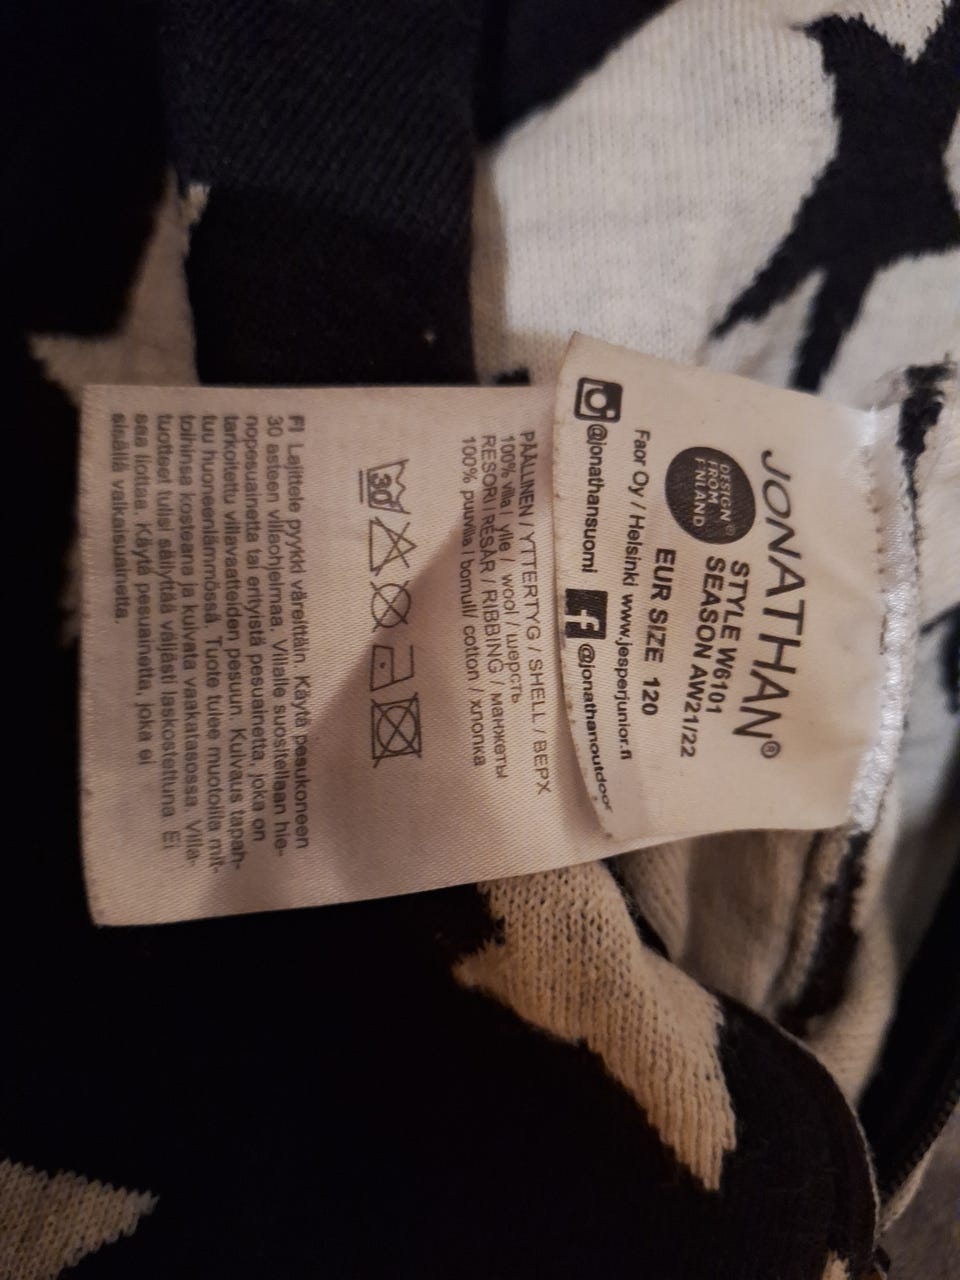 JONATHAN®
STYLE W6101
SEASON AW21/22
DESIGN®
FROM
FINLAND
EUR SIZE 120
Faor Oy / Helsinki www.jesperjunior.fi
@jonathansuomi @jonathanoutdoor
PÄÄLINEN / YTTERTYG / SHELL / ВЕРХ
100% villa / ylle / wool / шерсть
RESORI / RESÅR / RIBBING / манжеты
100% puuvilla / bomull / cotton / хлопка
30
FI Lajittele pyykki väreittäin. Käytä pesukoneen
30 asteen villaohjelmaa. Villalle suositellaan hie-
nopesuainetta tai erityistä pesuainetta, joka on
tarkoitettu villavaatteiden pesuun. Kuivaus tapah-
tuu huoneenlämmössä. Tuote tulee muotoilla mit-
toihinsa kosteana ja kuivata vaakatasossa. Villa-
tuotteet tulisi säilyttää väljästi laskostettuna. Ei
saa liottaa. Käytä pesuainetta, joka ei
sisällä valkaisuainetta.